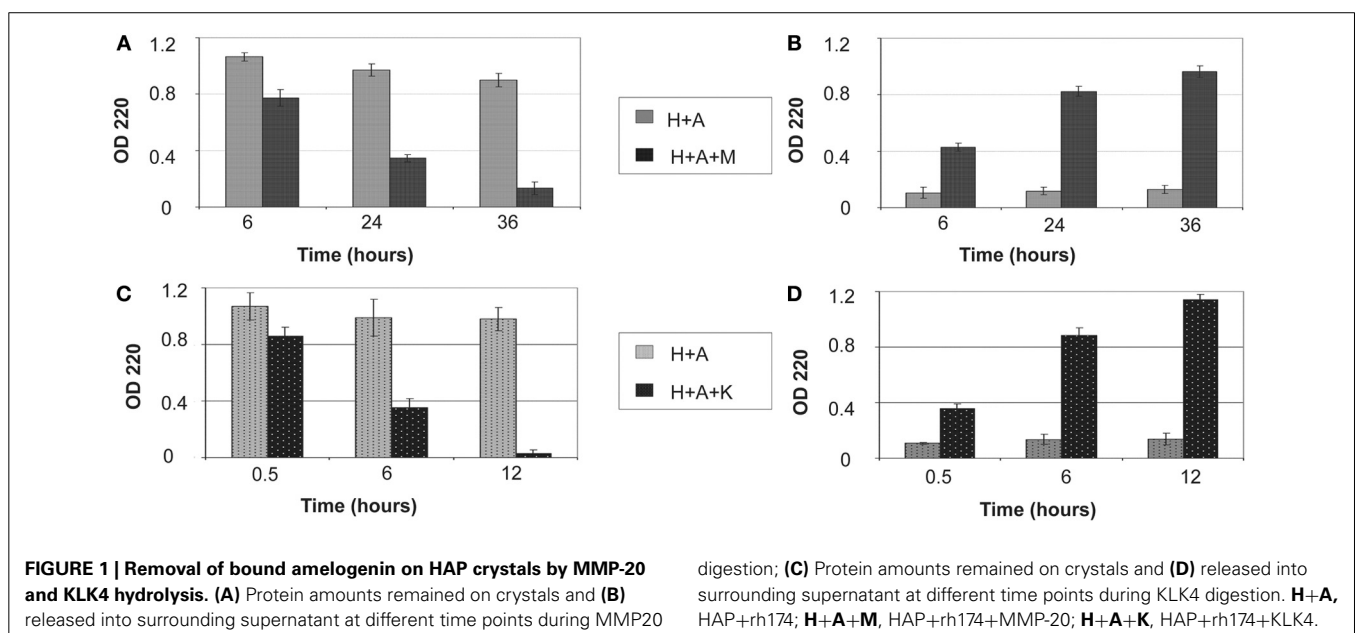 A
1.2
0.8
0.4
0
OD 220
6
24
36
Time (hours)
H+A
H+A+M
B
1.2
0.8
0.4
0
OD 220
6
24
36
Time (hours)
C
1.2
0.8
0.4
0
OD 220
0.5
6
12
Time (hours)
H+A
H+A+K
D
1.2
0.8
0.4
0
OD 220
0.5
6
12
Time (hours)
FIGURE 1 | Removal of bound amelogenin on HAP crystals by MMP-20
and KLK4 hydrolysis. (A) Protein amounts remained on crystals and (B)
released into surrounding supernatant at different time points during MMP20
digestion; (C) Protein amounts remained on crystals and (D) released into
surrounding supernatant at different time points during KLK4 digestion. H+A,
HAP+rh174; H+A+M, HAP+rh174+MMP-20; H+A+K, HAP+rh174+KLK4.